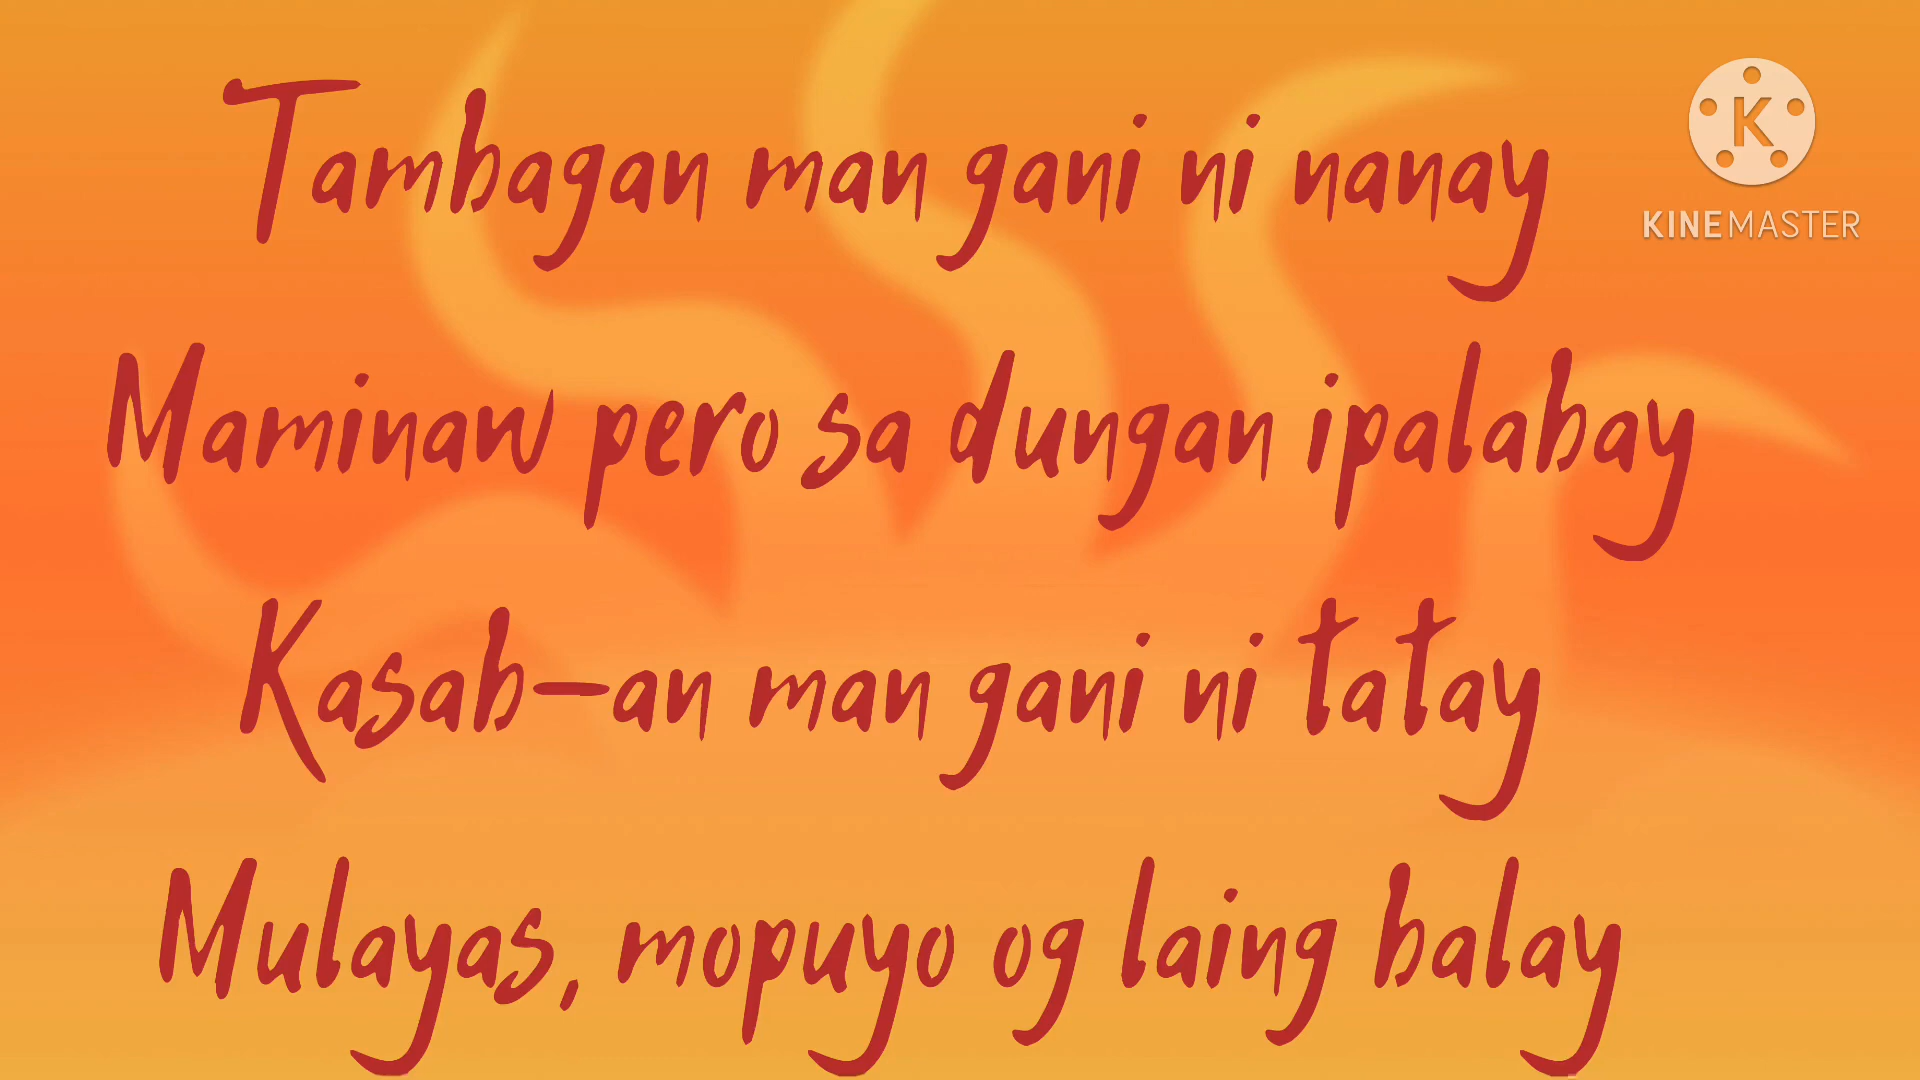 Tambagan man gani ni nanay
Maminaw pero sa dungan ipalabay
Kasab-an man gani ni tatay
Mulayas, mopuyo og laing balay
K
KINEMASTER